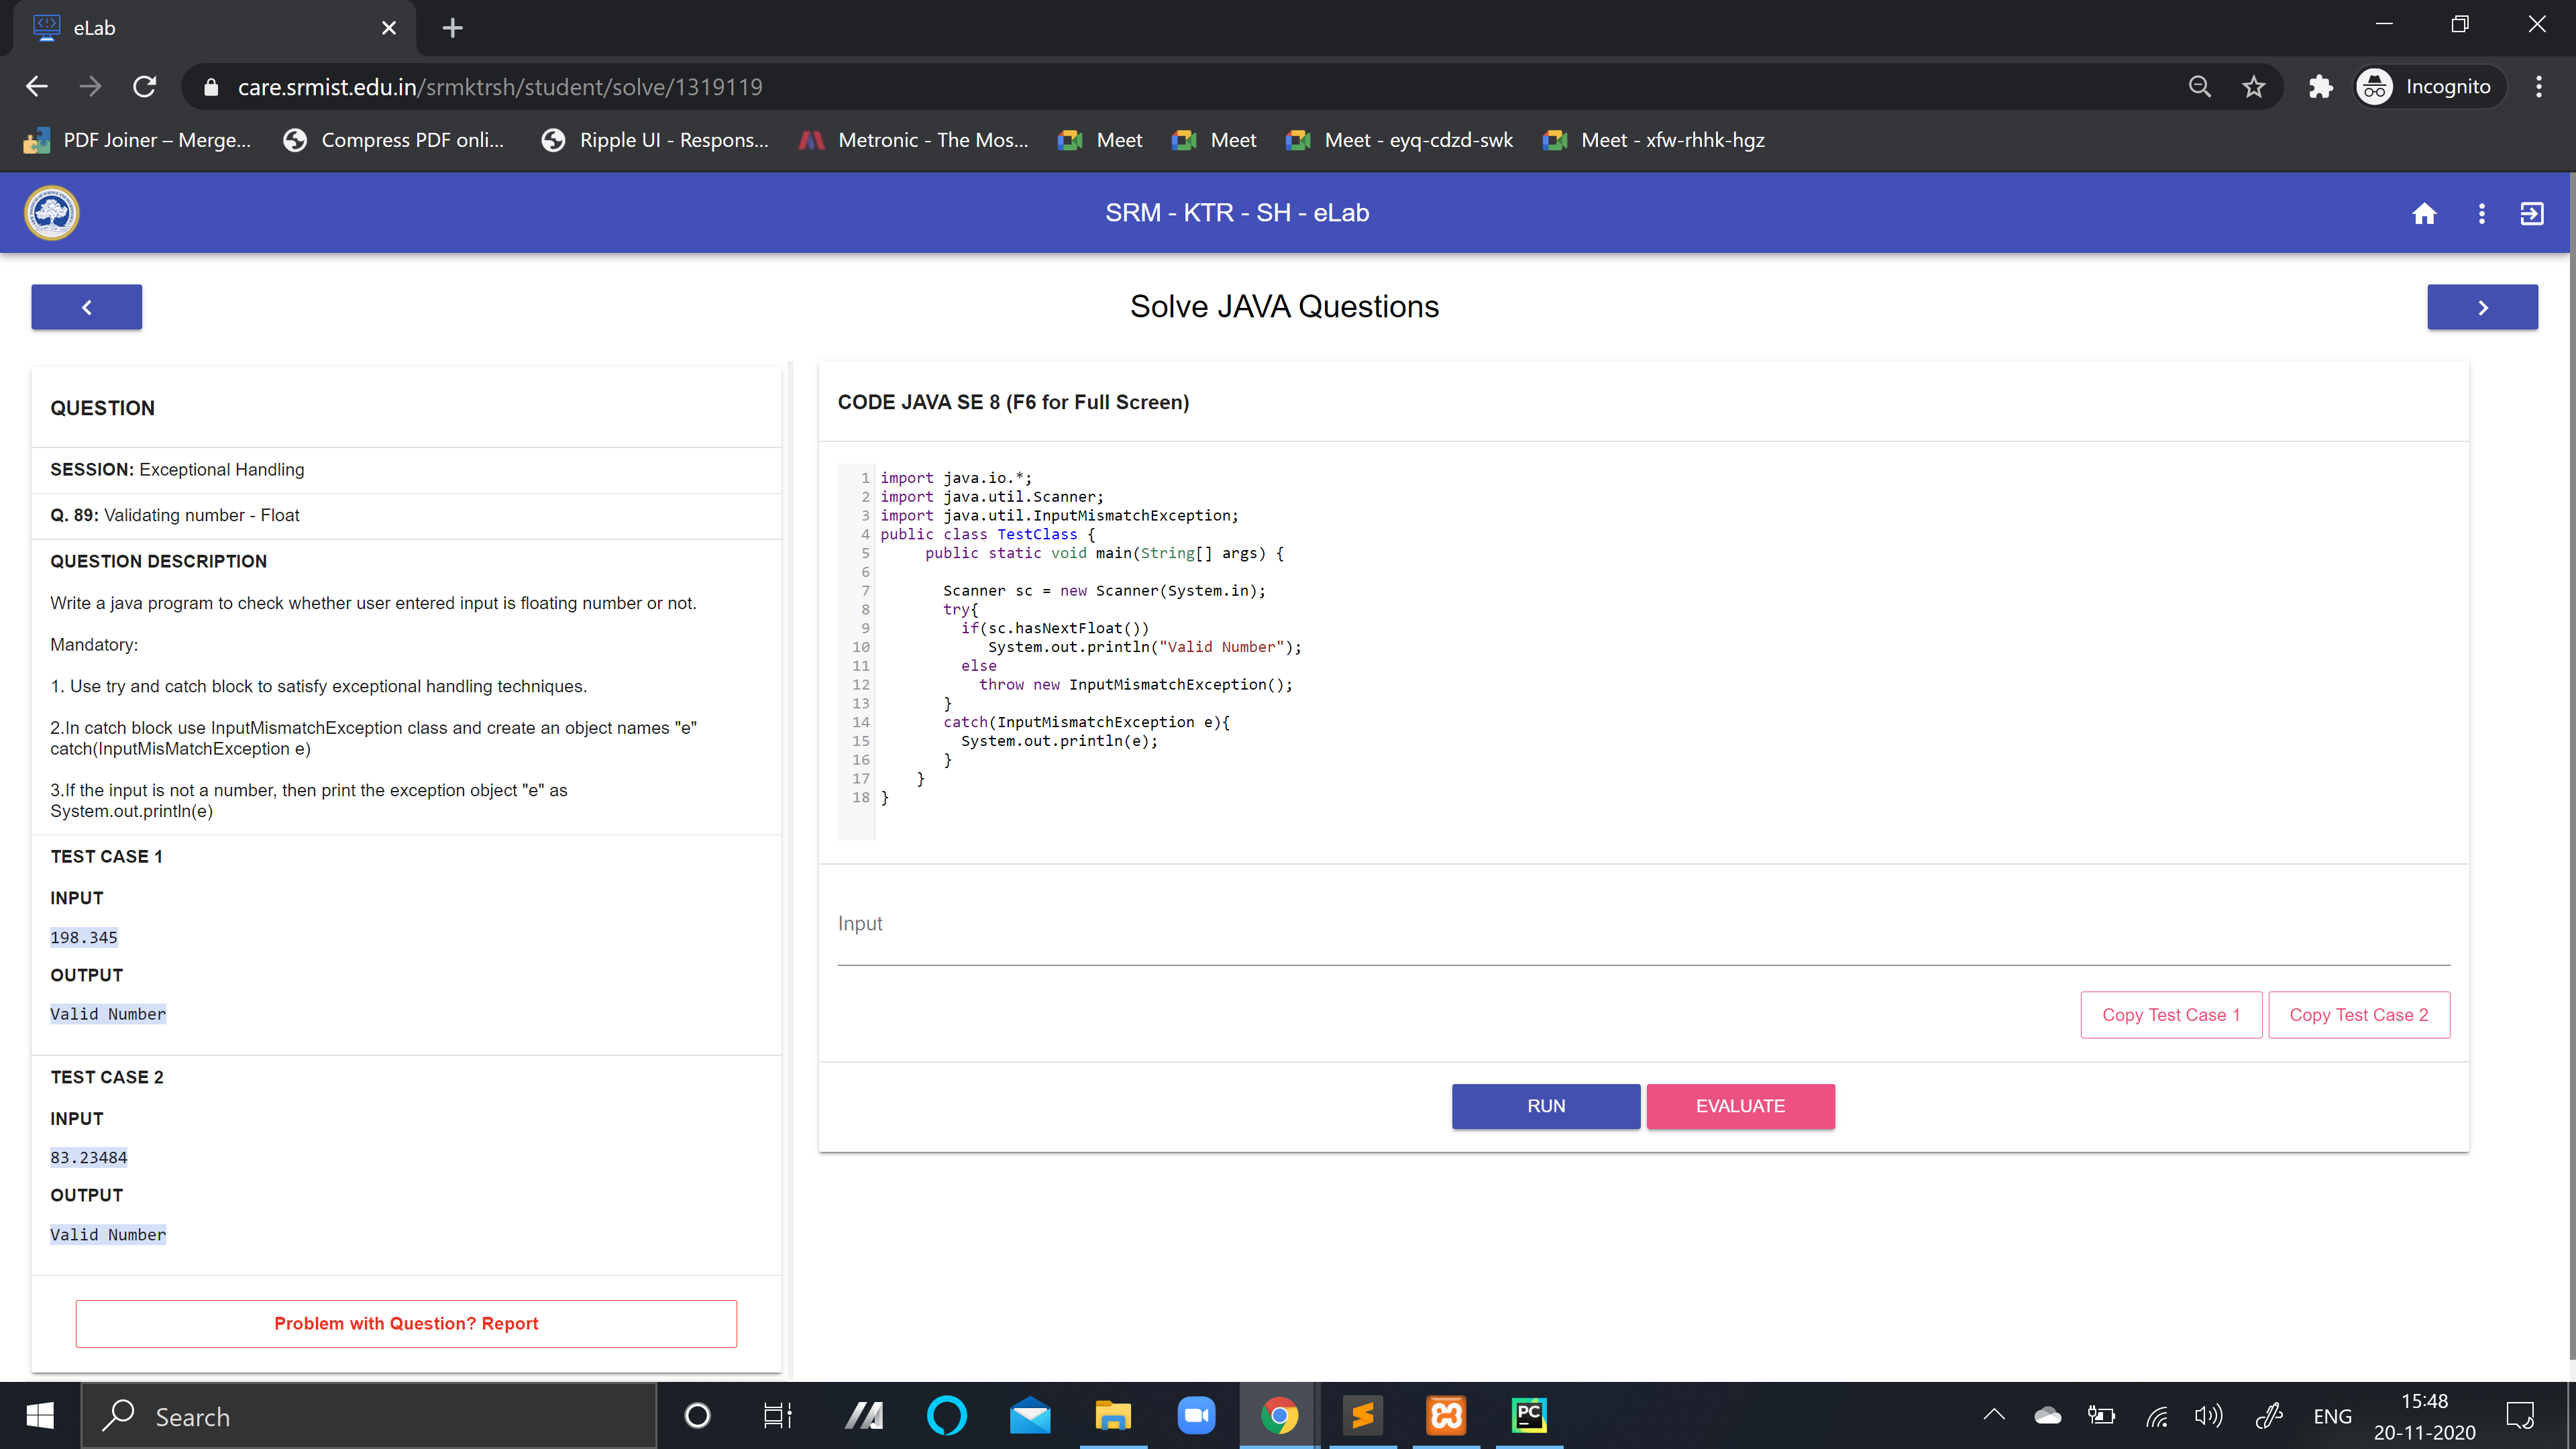 eLab
care.srmist.edu.in/srmktrsh/student/solve/1319119
Incognito
PDF Joiner – Merge...
Compress PDF onli...
Ripple UI - Respons...
Metronic - The Mos...
Meet
Meet
Meet - eyq-cdzd-swk
Meet - xfw-rhhk-hgz
SRM - KTR - SH - eLab
Solve JAVA Questions
QUESTION
SESSION: Exceptional Handling
Q. 89: Validating number - Float
QUESTION DESCRIPTION
Write a java program to check whether user entered input is floating number or not.
Mandatory:
1. Use try and catch block to satisfy exceptional handling techniques.
2.In catch block use InputMismatchException class and create an object names "e"
catch(InputMisMatchException e)
3.If the input is not a number, then print the exception object "e" as
System.out.println(e)
TEST CASE 1
INPUT
198.345
OUTPUT
Valid Number
TEST CASE 2
INPUT
83.23484
OUTPUT
Valid Number
Problem with Question? Report
CODE JAVA SE 8 (F6 for Full Screen)
1 import java.io.*;
2 import java.util.Scanner;
3 import java.util.InputMismatchException;
4 public class TestClass {
5 public static void main(String[] args) {
6
7 Scanner sc = new Scanner(System.in);
8 try{
9 if(sc.hasNextFloat())
10 System.out.println("Valid Number");
11 else
12 throw new InputMismatchException();
13 }
14 catch(InputMismatchException e){
15 System.out.println(e);
16 }
17 }
18 }
Input
Copy Test Case 1
Copy Test Case 2
RUN
EVALUATE
Search
PC
ENG
15:48
20-11-2020